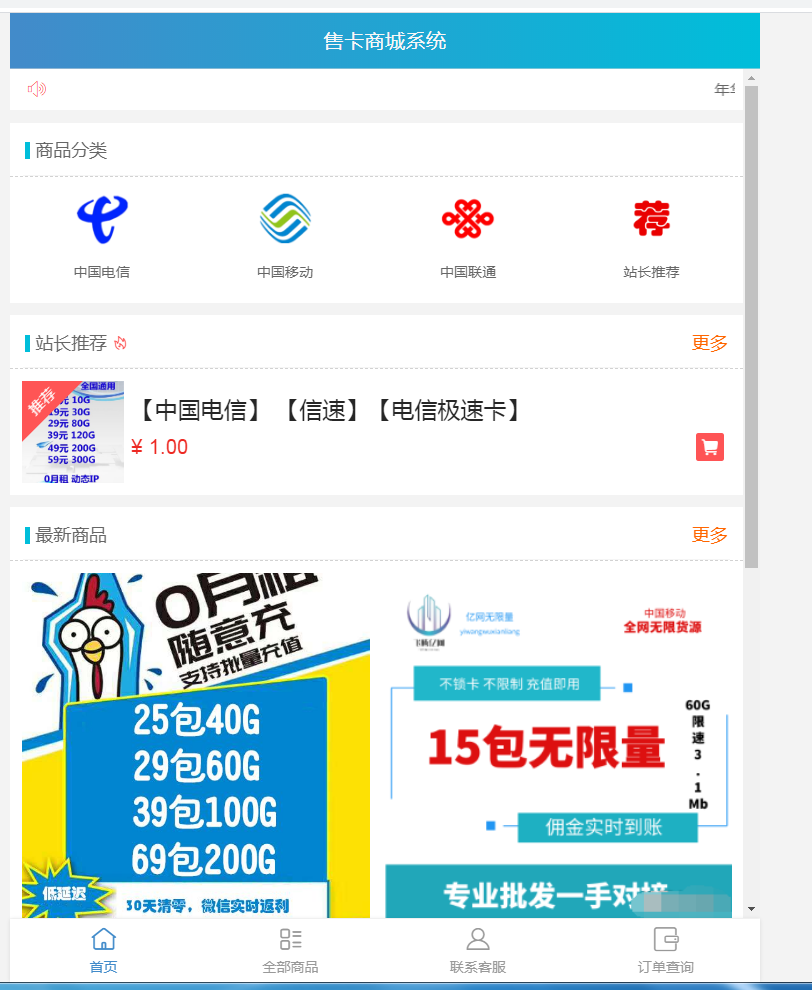 售卡商城系统
年
商品分类
中国电信
中国移动
中国联通
站长推荐
站长推荐
更多
推荐
全国通用
元 10G
19元 30G
29元 80G
39元 120G
49元 200G
59元 300G
0月租 动态IP
【中国电信】 【信速】【电信极速卡】
¥ 1.00
最新商品
更多
0月租
随意充
支持批量充值
25包40G
29包60G
39包100G
69包200G
低延迟
30天清零，微信实时返利
亿网无限量
yiwangwuxianliang
飞腾亿网
中国移动
全网无限货源
不锁卡 不限制 充值即用
15包无限量
60G
限
速
3
.
1
Mb
佣金实时到账
专业批发一手对接
首页
全部商品
联系客服
订单查询